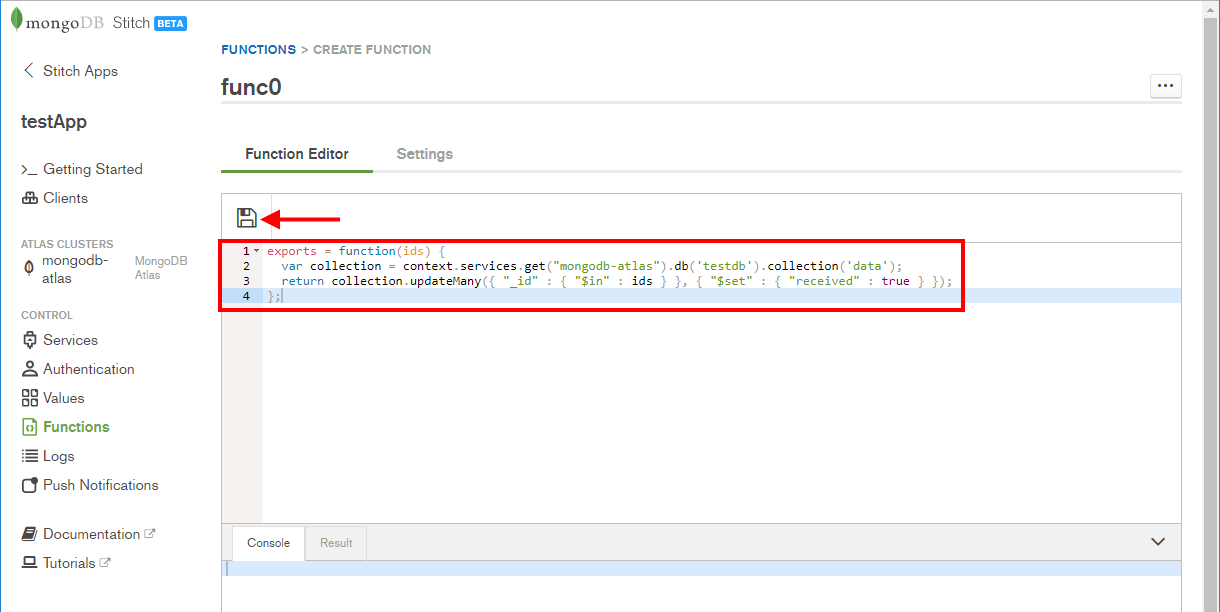 mongoDB Stitch BETA
Stitch Apps
testApp
>_ Getting Started
Clients
ATLAS CLUSTERS
mongodb-atlas MongoDB Atlas
CONTROL
Services
Authentication
Values
Functions
Logs
Push Notifications
Documentation
Tutorials
FUNCTIONS > CREATE FUNCTION
func0
...
Function Editor Settings
1 exports = function(ids) {
2   var collection = context.services.get("mongodb-atlas").db('testdb').collection('data');
3   return collection.updateMany({ "_id" : { "$in" : ids } }, { "$set" : { "received" : true } });
4 };
Console Result